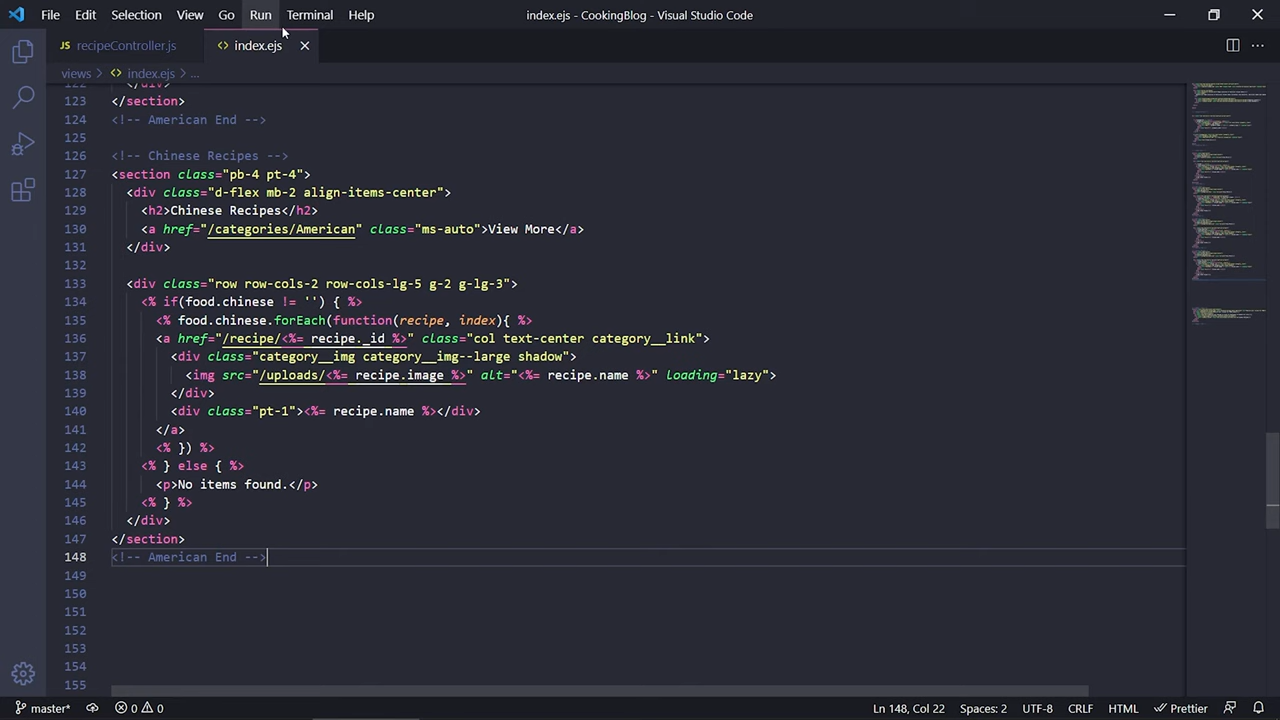 File Edit Selection View Go Run Terminal Help
index.ejs - CookingBlog - Visual Studio Code
JS recipeController.js
index.ejs
views > index.ejs > ...
122 </div>
123 </section>
124 <!-- American End -->
125
126 <!-- Chinese Recipes -->
127 <section class="pb-4 pt-4">
128 <div class="d-flex mb-2 align-items-center">
129 <h2>Chinese Recipes</h2>
130 <a href="/categories/American" class="ms-auto">View More</a>
131 </div>
132
133 <div class="row row-cols-2 row-cols-lg-5 g-2 g-lg-3">
134 <% if(food.chinese != '') { %>
135 <% food.chinese.forEach(function(recipe, index){ %>
136 <a href="/recipe/<%= recipe._id %>" class="col text-center category__link">
137 <div class="category__img category__img--large shadow">
138 <img src="/uploads/<%= recipe.image %>" alt="<%= recipe.name %>" loading="lazy">
139 </div>
140 <div class="pt-1"><%= recipe.name %></div>
141 </a>
142 <% }) %>
143 <% } else { %>
144 <p>No items found.</p>
145 <% } %>
146 </div>
147 </section>
148 <!-- American End -->
149
150
151
152
153
154
155
master* 0 0 Ln 148, Col 22 Spaces: 2 UTF-8 CRLF HTML Prettier